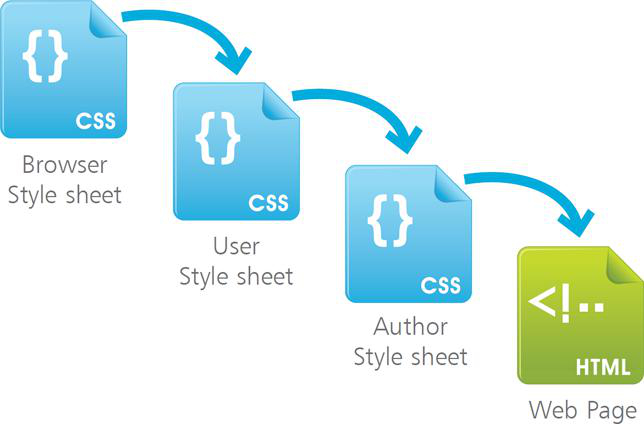 {}
CSS
Browser
Style sheet
{}
CSS
User
Style sheet
{}
CSS
Author
Style sheet
<!..
HTML
Web Page